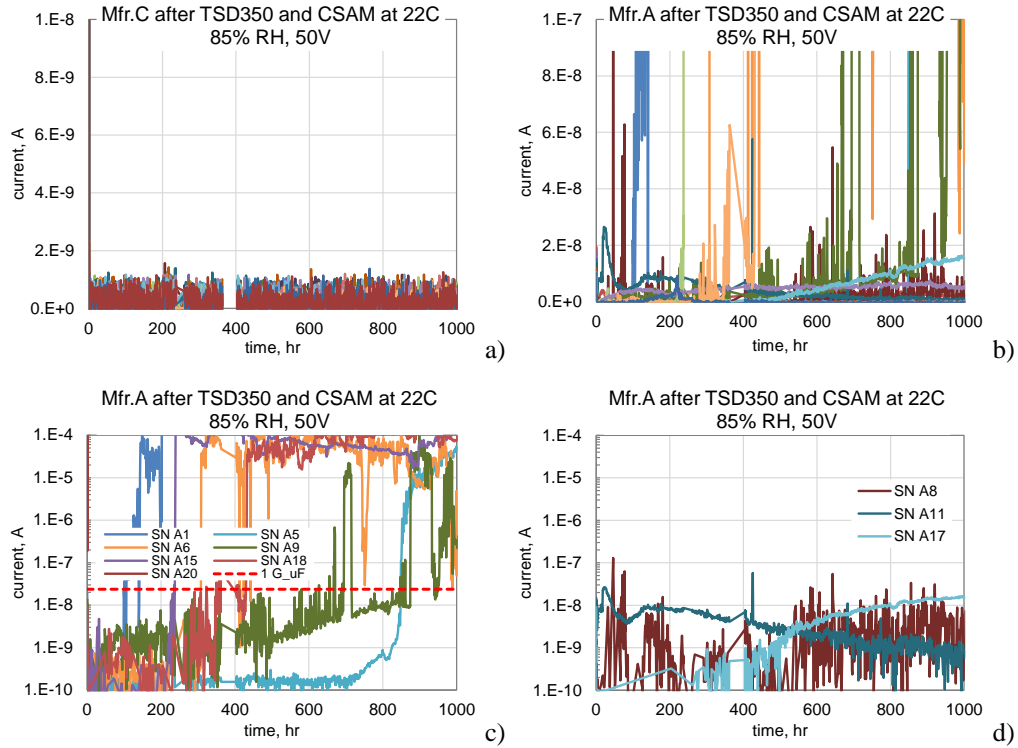 Mfr.C after TSD350 and CSAM at 22C
85% RH, 50V
1.E-8
8.E-9
6.E-9
4.E-9
2.E-9
0.E+0
current, A
0 200 400 600 800 1000
time, hr
a)
Mfr.A after TSD350 and CSAM at 22C
85% RH, 50V
1.E-7
8.E-8
6.E-8
4.E-8
2.E-8
0.E+0
current, A
0 200 400 600 800 1000
time, hr
b)
Mfr.A after TSD350 and CSAM at 22C
85% RH, 50V
1.E-4
1.E-5
1.E-6
1.E-7
1.E-8
1.E-9
1.E-10
current, A
SN A1 SN A5
SN A6 SN A9
SN A15 SN A18
SN A20 1 G_uF
0 200 400 600 800 1000
time, hr
c)
Mfr.A after TSD350 and CSAM at 22C
85% RH, 50V
1.E-4
1.E-5
1.E-6
1.E-7
1.E-8
1.E-9
1.E-10
current, A
SN A8
SN A11
SN A17
0 200 400 600 800 1000
time, hr
d)